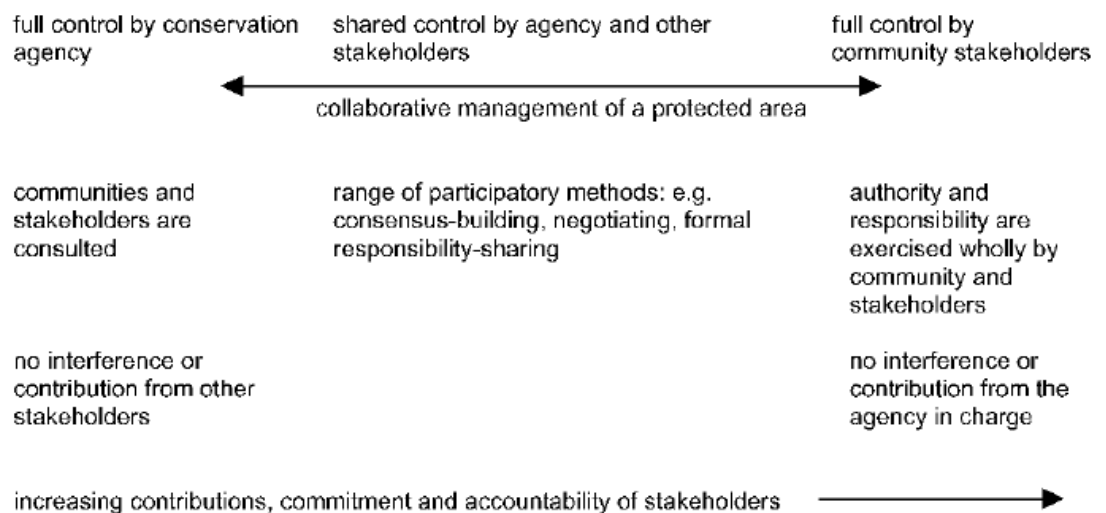 full control by conservation agency
shared control by agency and other stakeholders
full control by community stakeholders
collaborative management of a protected area
communities and
stakeholders are
consulted
range of participatory methods: e.g.
consensus-building, negotiating, formal
responsibility-sharing
authority and
responsibility are
exercised wholly by
community and
stakeholders
no interference or
contribution from other
stakeholders
no interference or
contribution from the
agency in charge
increasing contributions, commitment and accountability of stakeholders